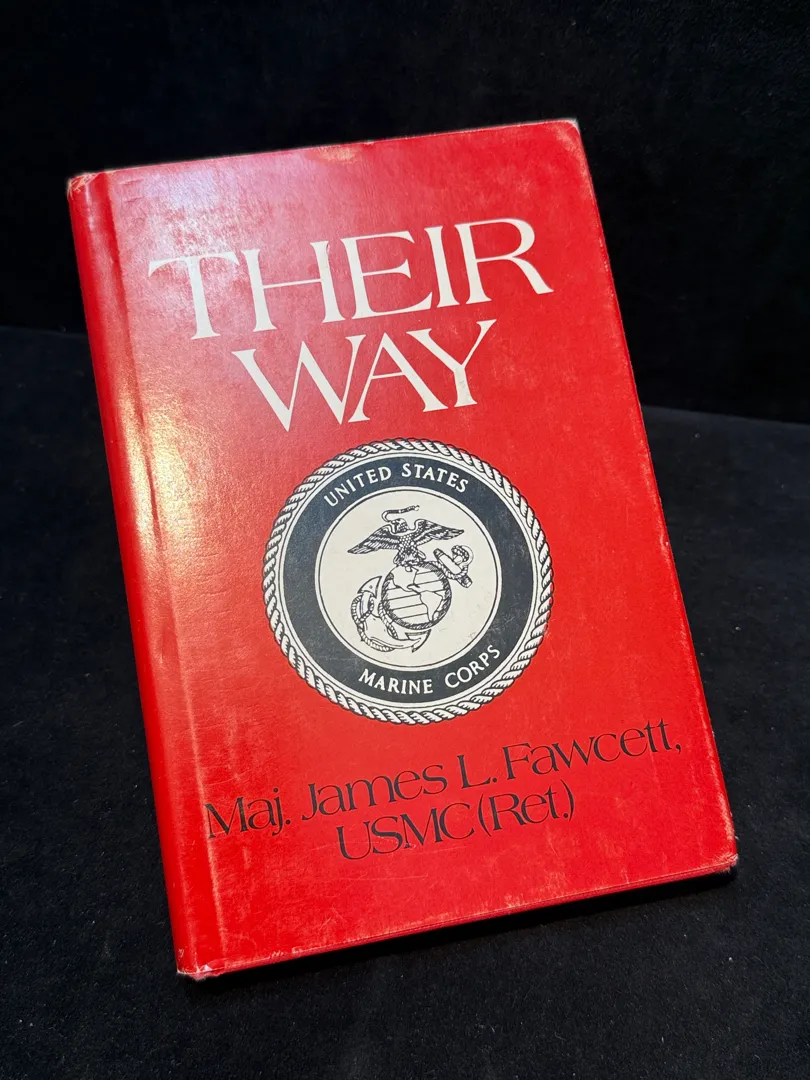 THEIR
WAY
UNITED STATES
MARINE CORPS
Maj. James L. Fawcett,
USMC (Ret.)